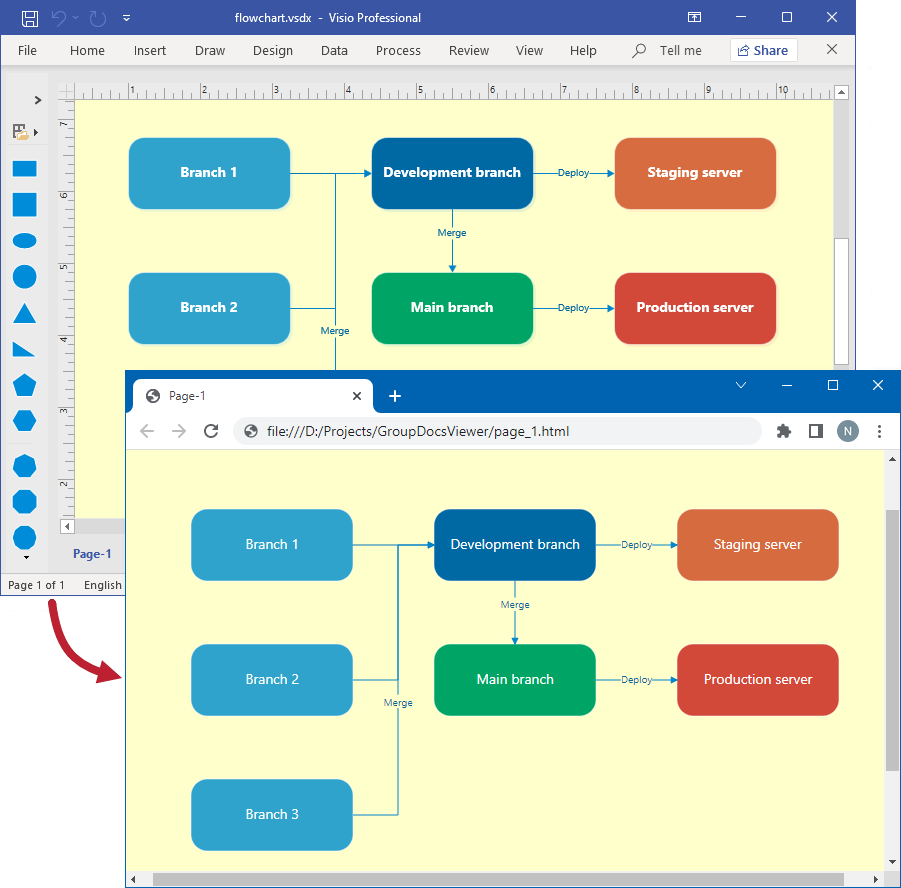 flowchart.vsdx - Visio Professional
File Home Insert Draw Design Data Process Review View Help Tell me Share
1 2 3 4 5 6 7 8 9 10
7
Branch 1 Development branch Deploy Staging server
6
Merge
5
Branch 2 Main branch Deploy Production server
Merge
4
3
2
Page-1
Page 1 of 1 English
Page-1
file:///D:/Projects/GroupDocsViewer/page_1.html N
Branch 1 Development branch Deploy Staging server
Merge
Branch 2 Main branch Deploy Production server
Merge
Branch 3